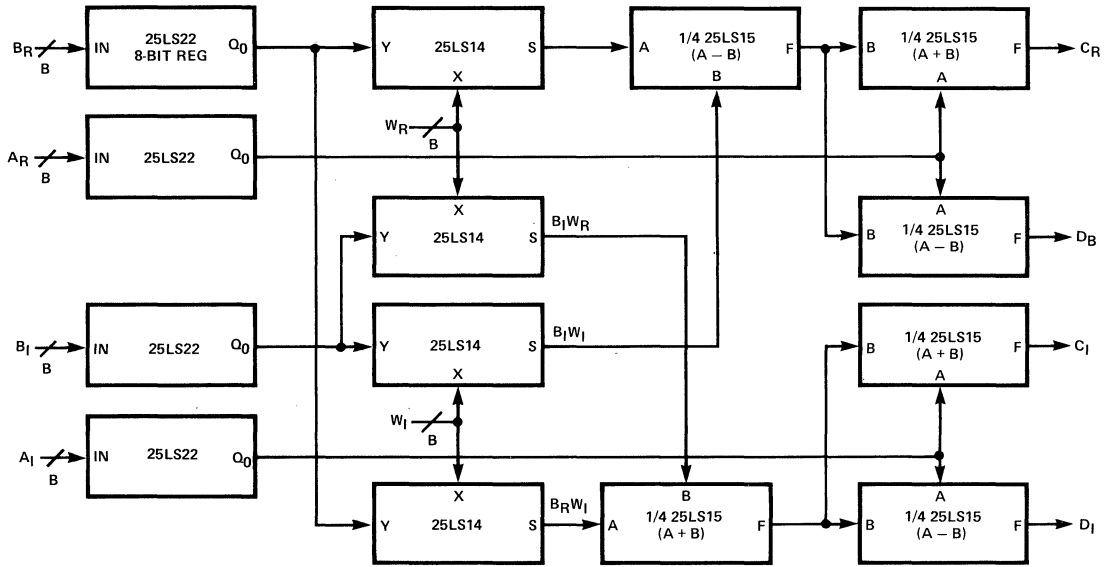 B_R
B
IN
25LS22
8-BIT REG
Q_0
Y
25LS14
S
X
A
1/4 25LS15
(A – B)
F
B
B
1/4 25LS15
(A + B)
F
A
C_R
W_R
B
A_R
B
IN
25LS22
Q_0
X
Y
25LS14
S
B_IW_R
A
B
1/4 25LS15
(A – B)
F
D_B
B_I
B
IN
25LS22
Q_0
Y
25LS14
S
X
B_IW_I
B
1/4 25LS15
(A + B)
F
A
C_I
W_I
B
A_I
B
IN
25LS22
Q_0
X
Y
25LS14
S
B_RW_I
B
A
1/4 25LS15
(A + B)
F
A
B
1/4 25LS15
(A – B)
F
D_I